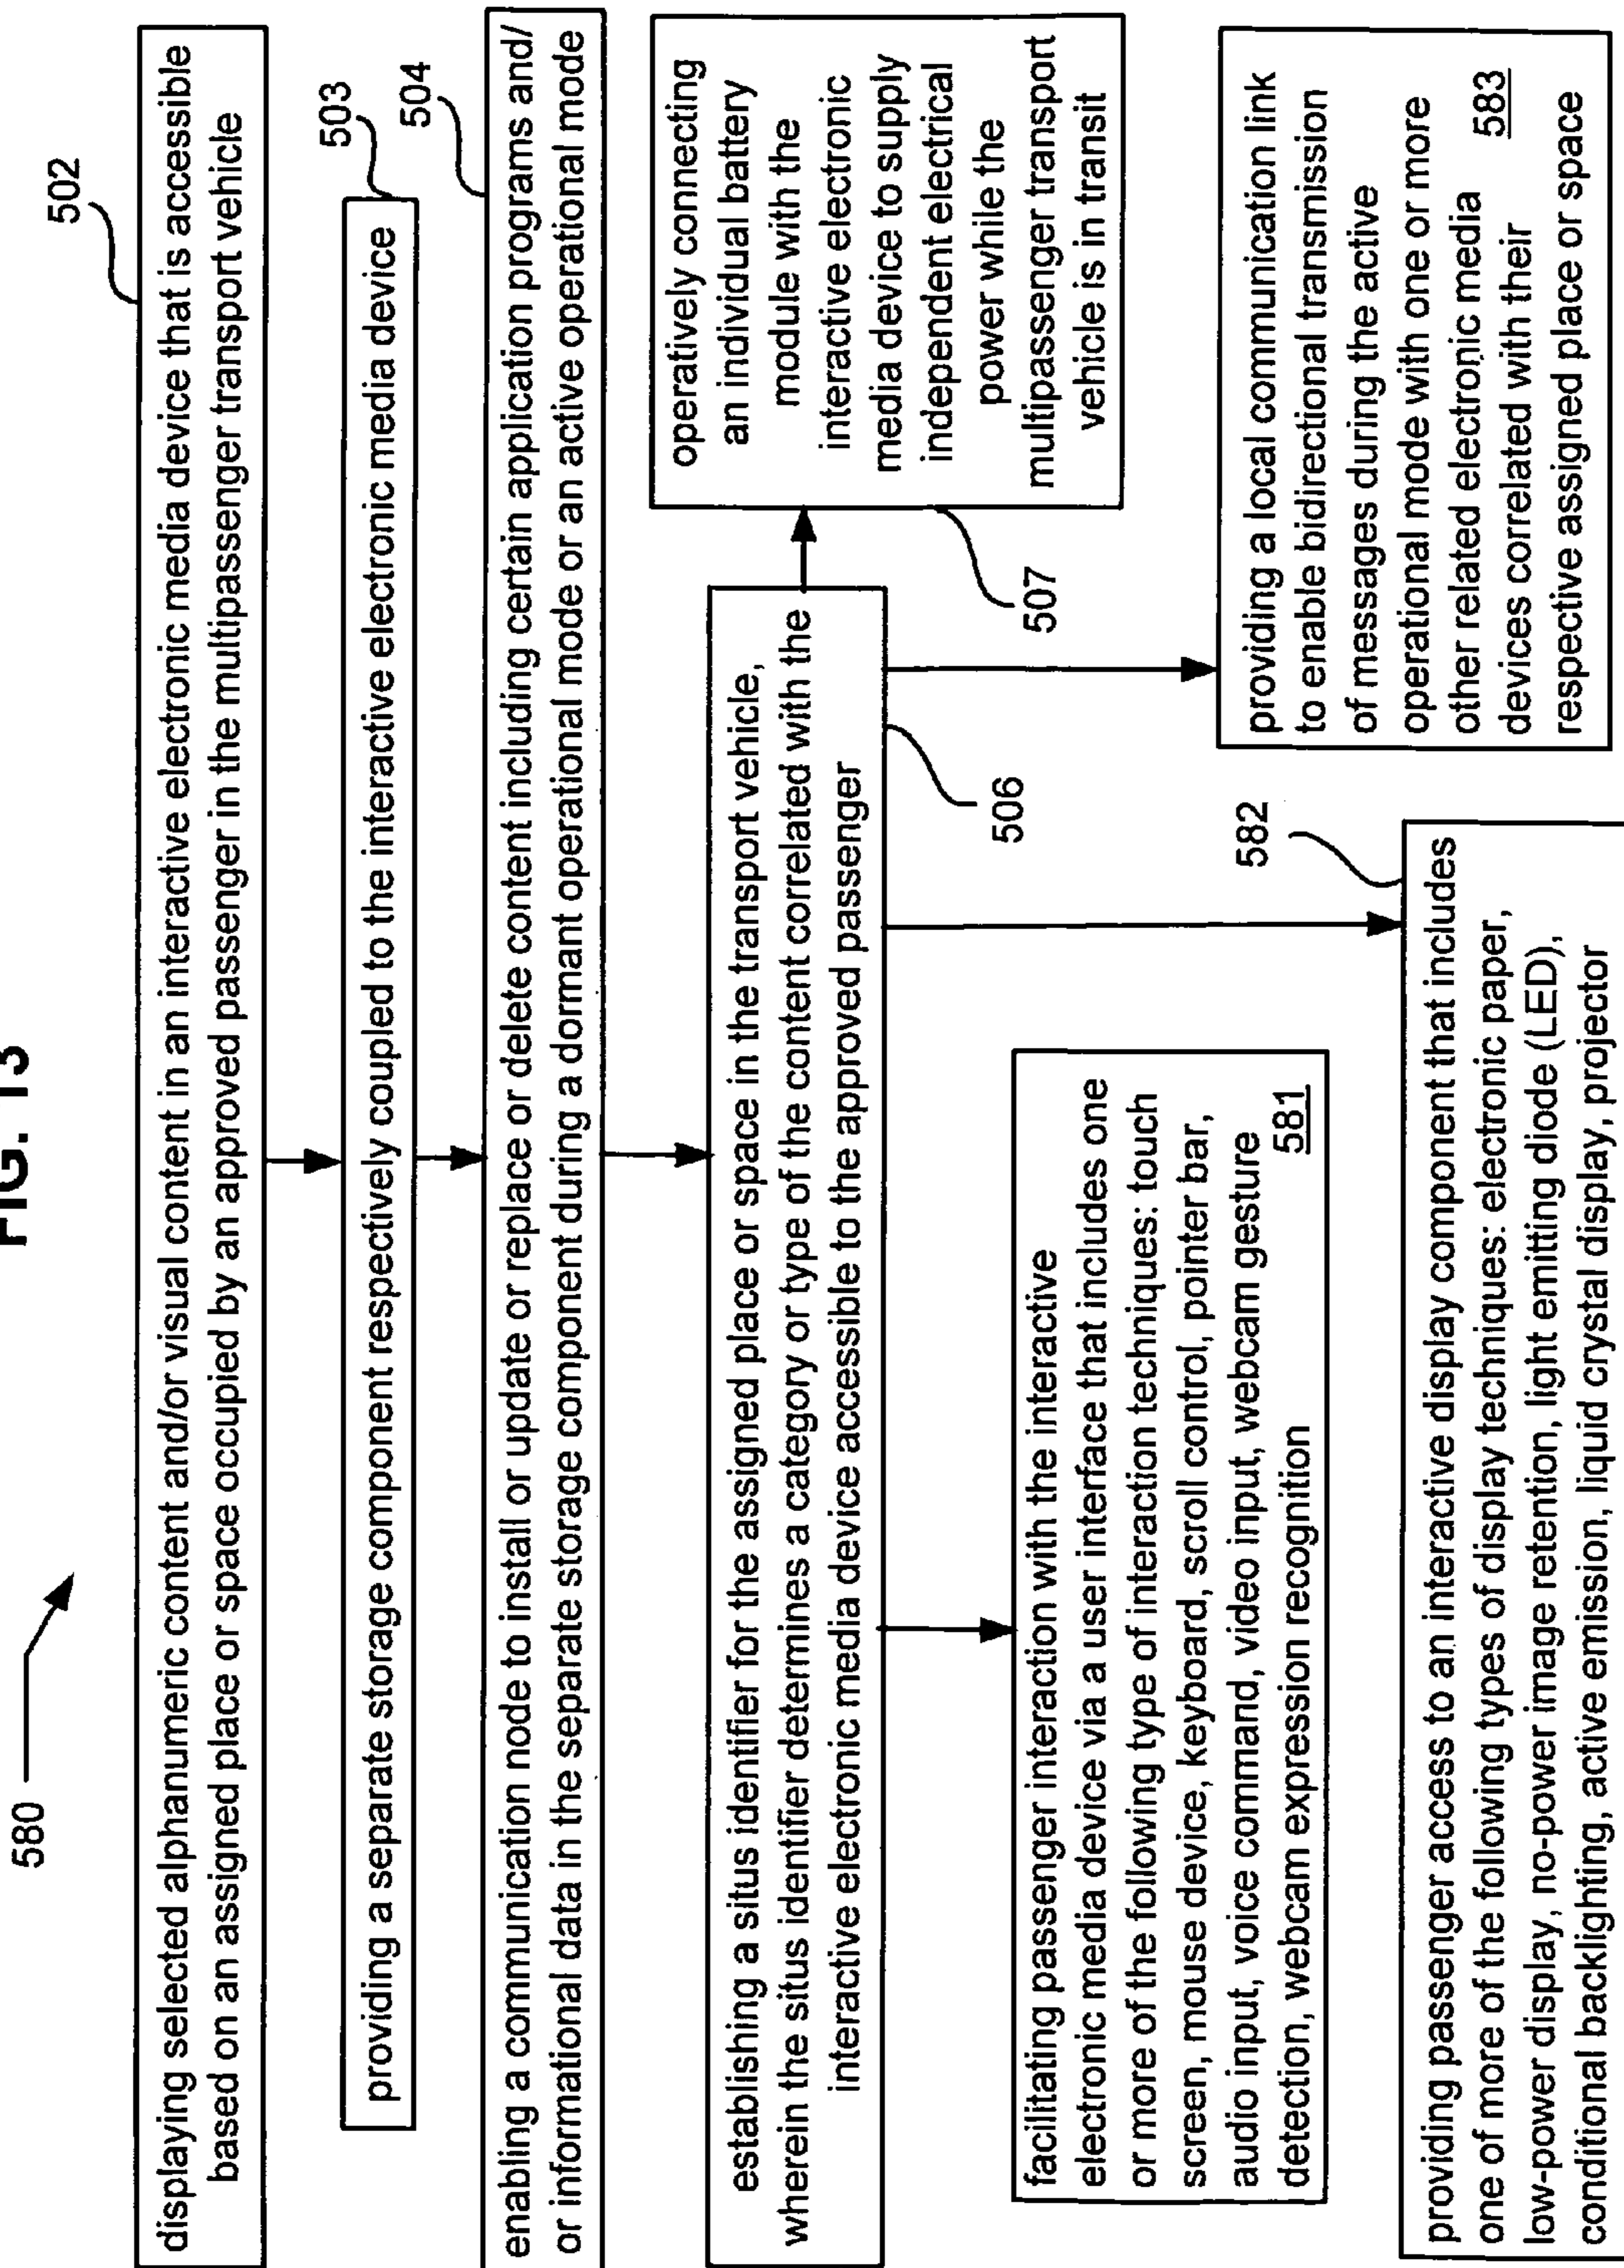 FIG. 13
580
502
displaying selected alphanumeric content and/or visual content in an interactive electronic media device that is accessible
based on an assigned place or space occupied by an approved passenger in the multipassenger transport vehicle
503
providing a separate storage component respectively coupled to the interactive electronic media device
504
enabling a communication node to install or update or replace or delete content including certain application programs and/
or informational data in the separate storage component during a dormant operational mode or an active operational mode
establishing a situs identifier for the assigned place or space in the transport vehicle,
wherein the situs identifier determines a category or type of the content correlated with the
interactive electronic media device accessible to the approved passenger
506
operatively connecting
an individual battery
module with the
interactive electronic
media device to supply
independent electrical
power while the
multipassenger transport
vehicle is in transit
507
facilitating passenger interaction with the interactive
electronic media device via a user interface that includes one
or more of the following type of interaction techniques: touch
screen, mouse device, keyboard, scroll control, pointer bar,
audio input, voice command, video input, webcam gesture
detection, webcam expression recognition
581
582
providing passenger access to an interactive display component that includes
one of more of the following types of display techniques: electronic paper,
low-power display, no-power image retention, light emitting diode (LED),
conditional backlighting, active emission, liquid crystal display, projector
providing a local communication link
to enable bidirectional transmission
of messages during the active
operational mode with one or more
other related electronic media
devices correlated with their
respective assigned place or space
583